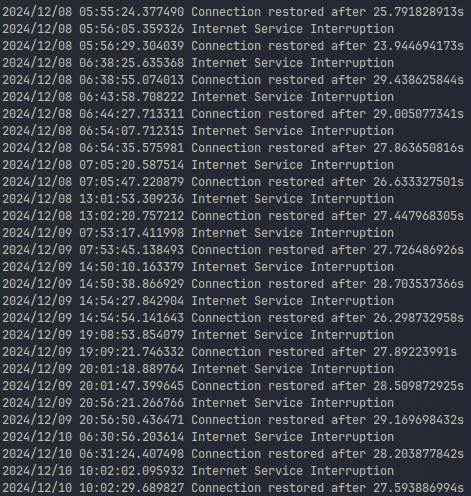 2024/12/08 05:55:24.377490 Connection restored after 25.791828913s
2024/12/08 05:56:05.359326 Internet Service Interruption
2024/12/08 05:56:29.304039 Connection restored after 23.944694173s
2024/12/08 06:38:25.635368 Internet Service Interruption
2024/12/08 06:38:55.074013 Connection restored after 29.438625844s
2024/12/08 06:43:58.708222 Internet Service Interruption
2024/12/08 06:44:27.713311 Connection restored after 29.005077341s
2024/12/08 06:54:07.712315 Internet Service Interruption
2024/12/08 06:54:35.575981 Connection restored after 27.863650816s
2024/12/08 07:05:20.587514 Internet Service Interruption
2024/12/08 07:05:47.220879 Connection restored after 26.633327501s
2024/12/08 13:01:53.309236 Internet Service Interruption
2024/12/08 13:02:20.757212 Connection restored after 27.447968305s
2024/12/09 07:53:17.411998 Internet Service Interruption
2024/12/09 07:53:45.138493 Connection restored after 27.726486926s
2024/12/09 14:50:10.163379 Internet Service Interruption
2024/12/09 14:50:38.866929 Connection restored after 28.703537366s
2024/12/09 14:54:27.842904 Internet Service Interruption
2024/12/09 14:54:54.141643 Connection restored after 26.298732958s
2024/12/09 19:08:53.854079 Internet Service Interruption
2024/12/09 19:09:21.746332 Connection restored after 27.89223991s
2024/12/09 20:01:18.889764 Internet Service Interruption
2024/12/09 20:01:47.399645 Connection restored after 28.509872925s
2024/12/09 20:56:21.266766 Internet Service Interruption
2024/12/09 20:56:50.436471 Connection restored after 29.169698432s
2024/12/10 06:30:56.203614 Internet Service Interruption
2024/12/10 06:31:24.407498 Connection restored after 28.203877842s
2024/12/10 10:02:02.095932 Internet Service Interruption
2024/12/10 10:02:29.689827 Connection restored after 27.593886994s